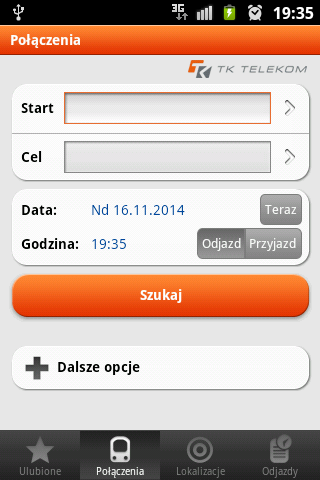 3G 19:35
Połączenia
TK TELEKOM
Start
Cel
Data: Nd 16.11.2014 Teraz
Godzina: 19:35 Odjazd Przyjazd
Szukaj
Dalsze opcje
Ulubione Połączenia Lokalizacje Odjazdy